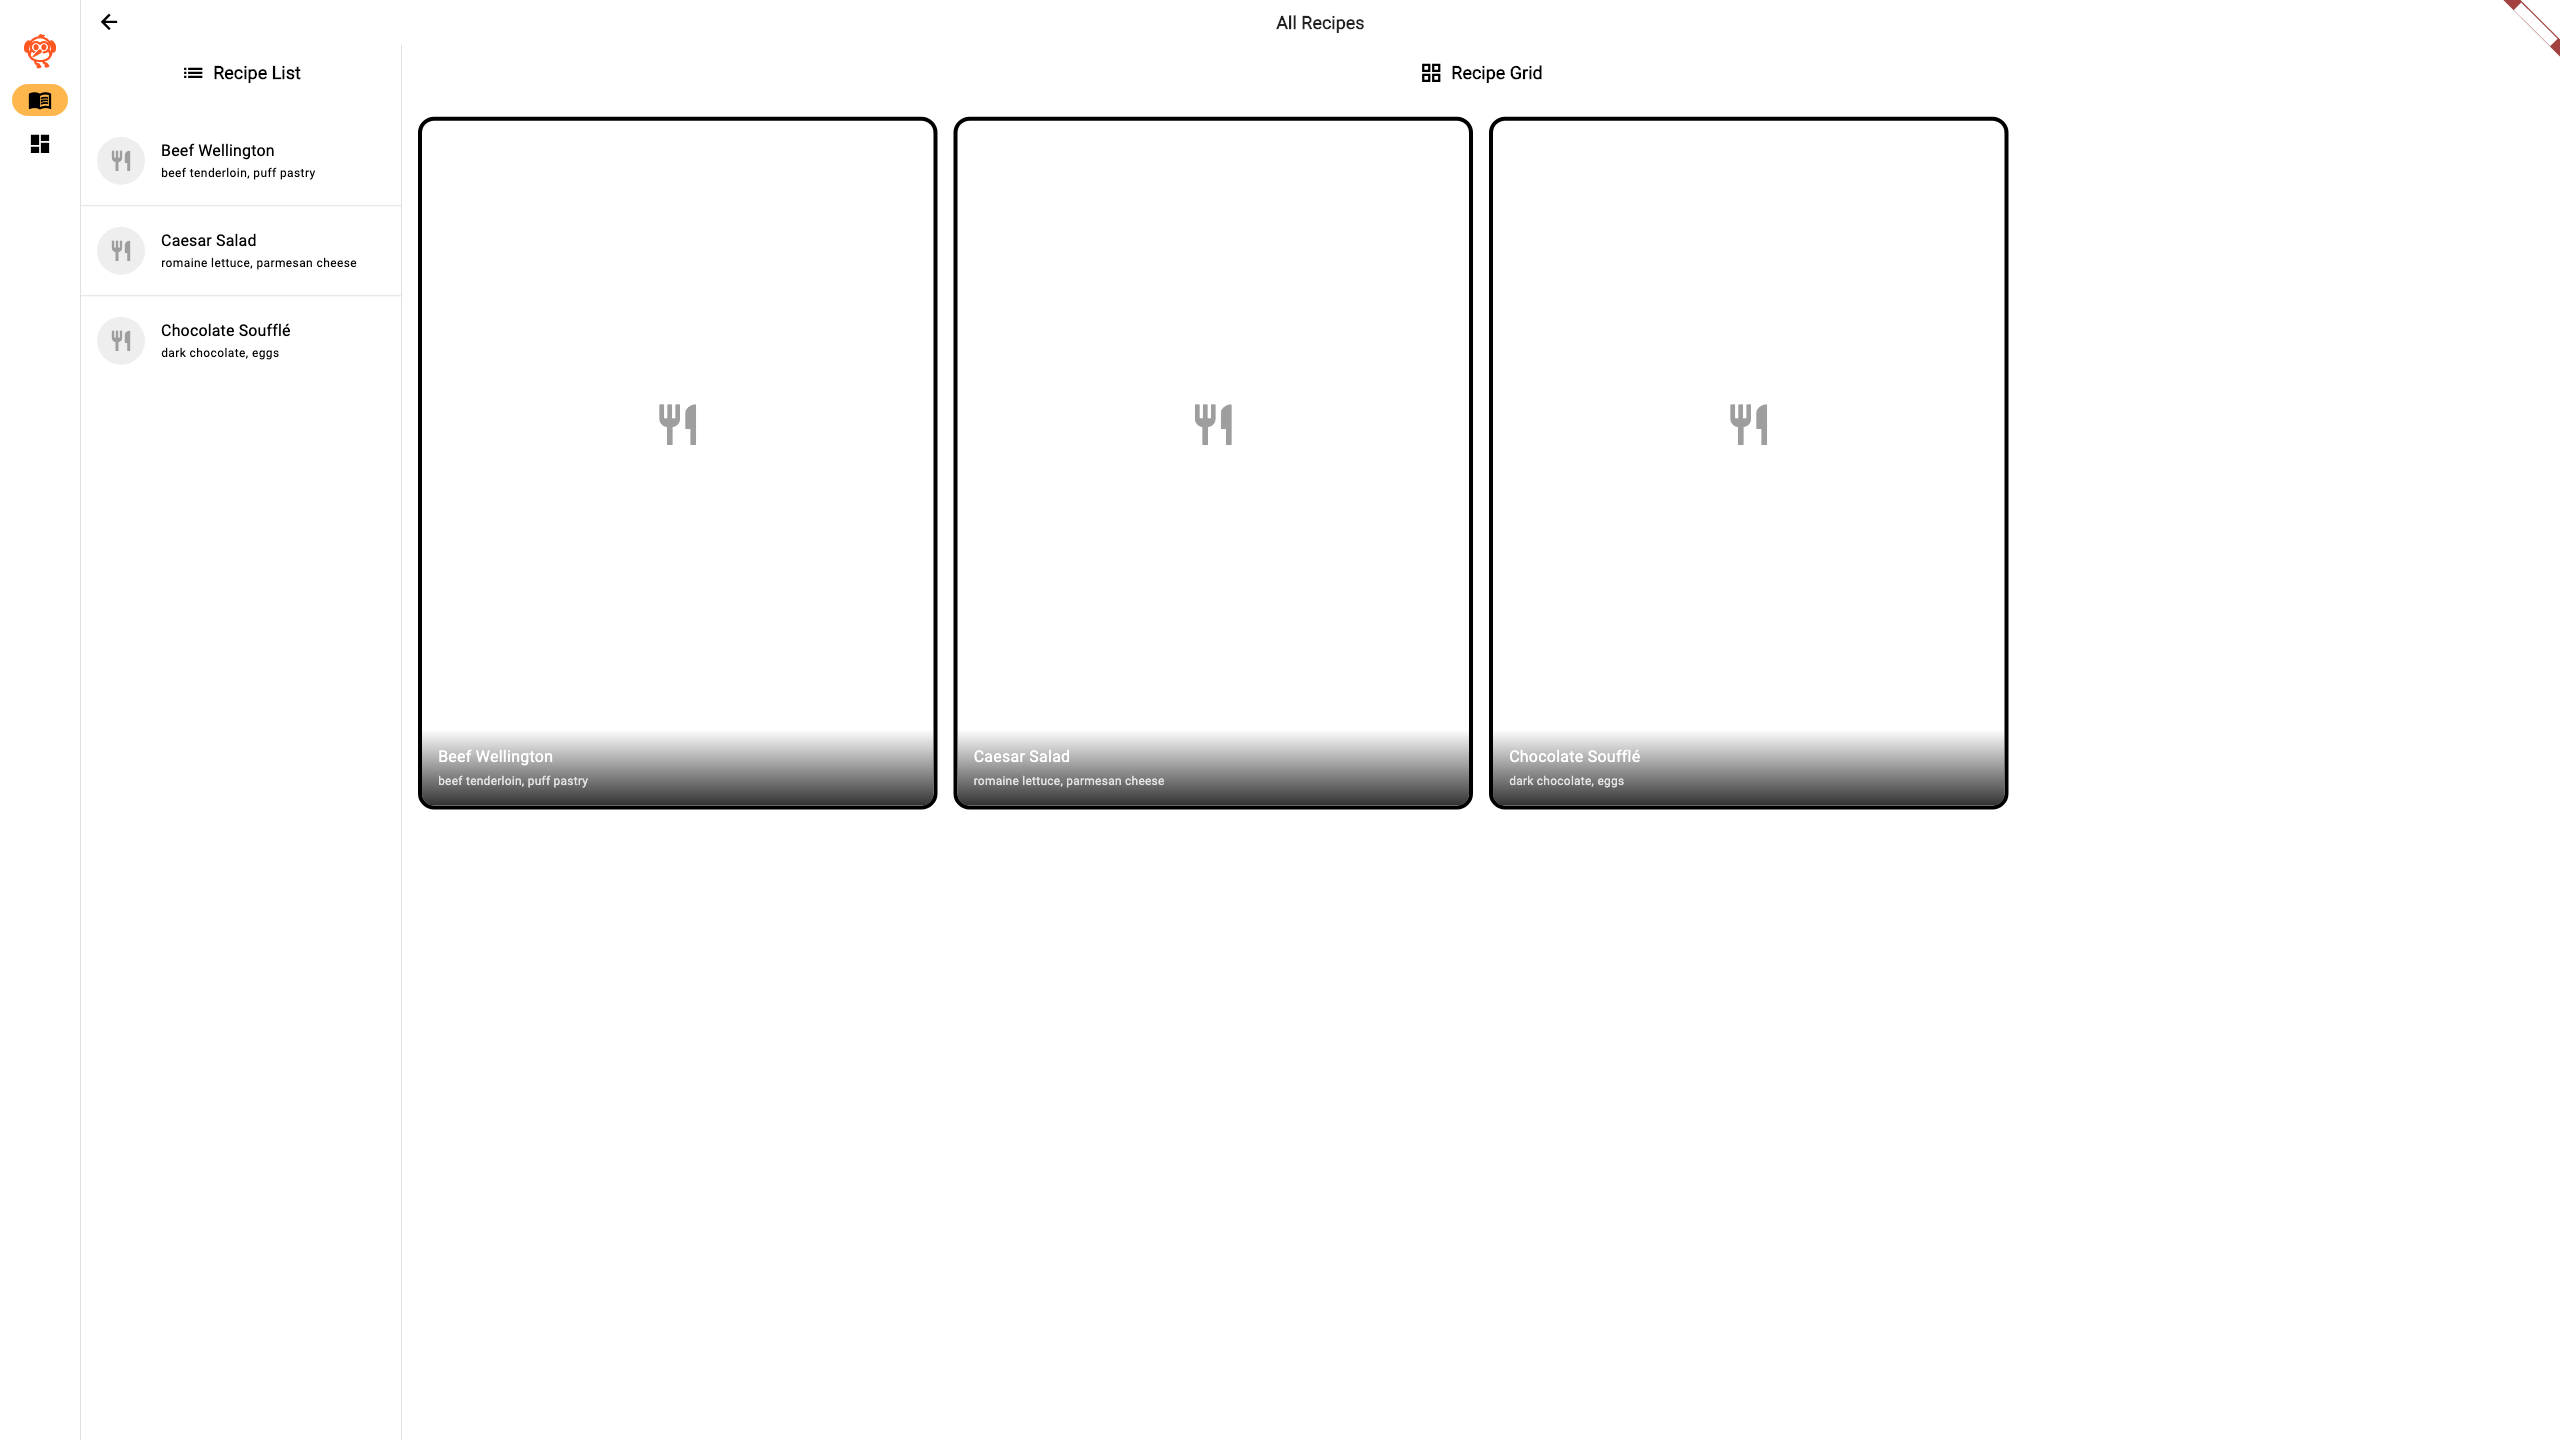 All Recipes
Recipe List
Beef Wellington
beef tenderloin, puff pastry
Caesar Salad
romaine lettuce, parmesan cheese
Chocolate Soufflé
dark chocolate, eggs
Recipe Grid
Beef Wellington
beef tenderloin, puff pastry
Caesar Salad
romaine lettuce, parmesan cheese
Chocolate Soufflé
dark chocolate, eggs